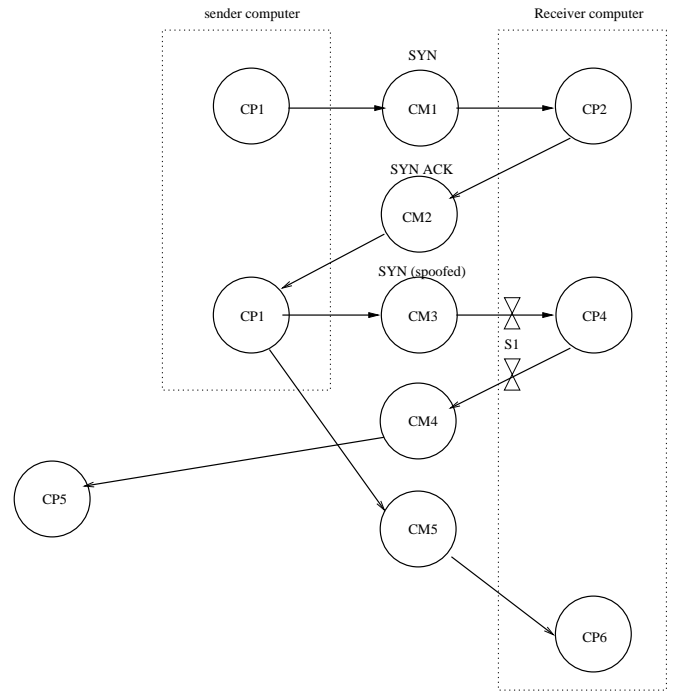 sender computer
Receiver computer
SYN
CP1
CM1
CP2
SYN ACK
CM2
SYN (spoofed)
CP1
CM3
CP4
S1
CM4
CP5
CM5
CP6